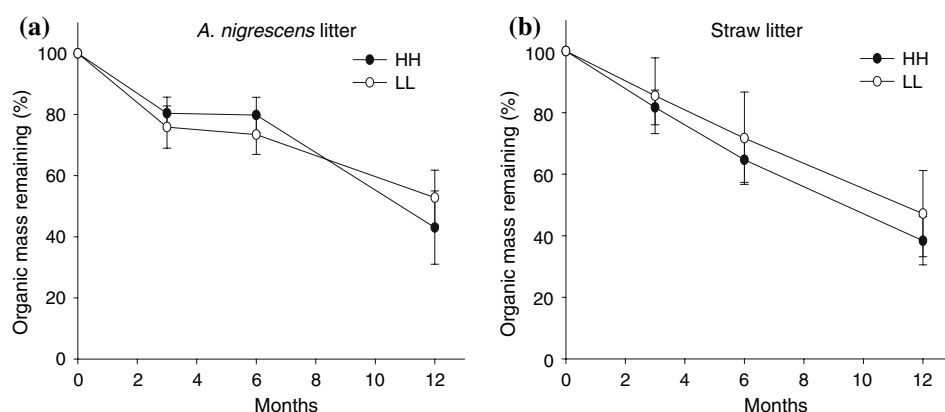 (a)
A. nigrescens litter
HH
LL
Organic mass remaining (%)
100
80
60
40
20
0
0 2 4 6 8 10 12
Months
(b)
Straw litter
HH
LL
Organic mass remaining (%)
100
80
60
40
20
0
0 2 4 6 8 10 12
Months